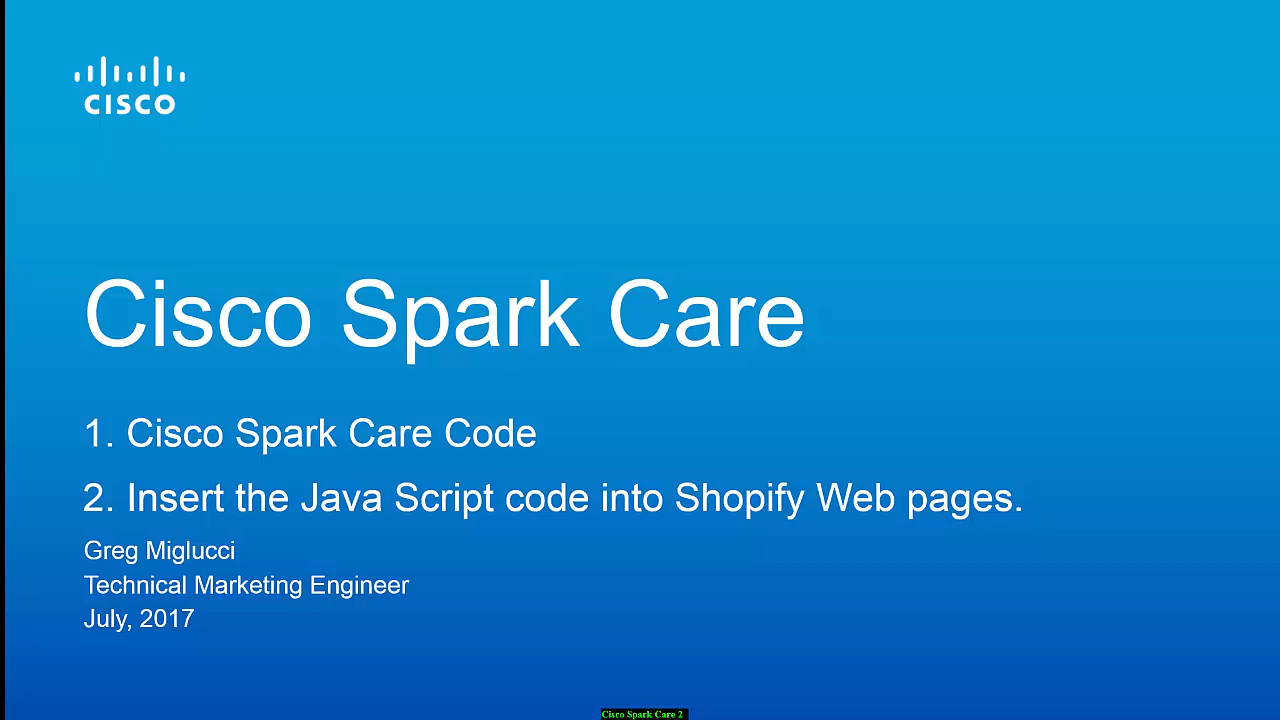 CISCO
Cisco Spark Care
1. Cisco Spark Care Code
2. Insert the Java Script code into Shopify Web pages.
Greg Miglucci
Technical Marketing Engineer
July, 2017
Cisco Spark Care 2